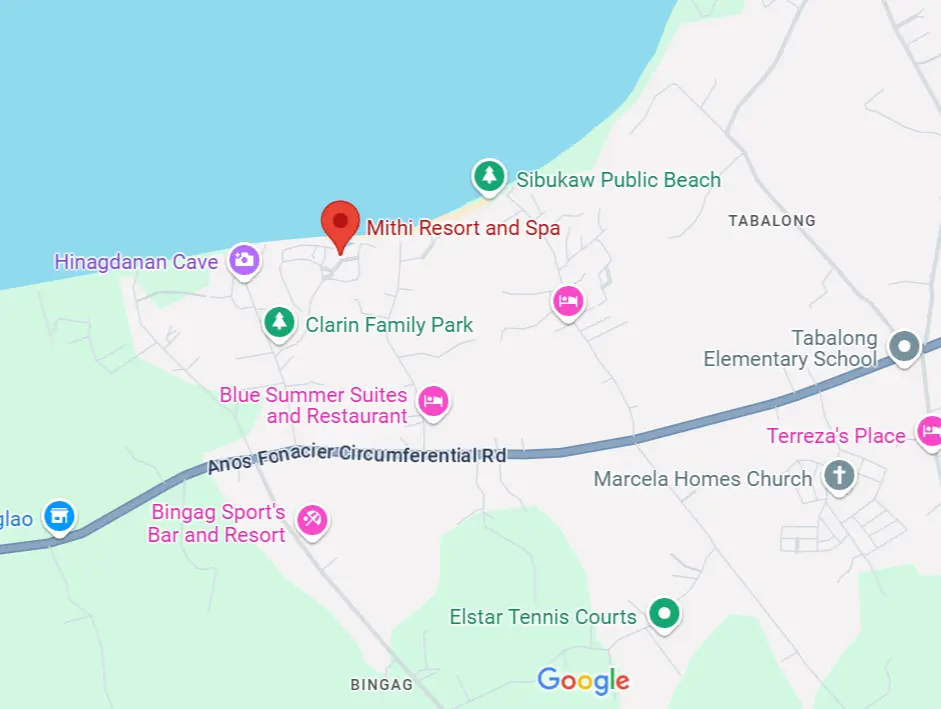 Sibukaw Public Beach
TABALONG
Mithi Resort and Spa
Hinagdanan Cave
Clarin Family Park
Tabalong
Elementary School
Blue Summer Suites
and Restaurant
Terreza's Place
Anos Fonacier Circumferential Rd
Marcela Homes Church
glao
Bingag Sport's
Bar and Resort
Elstar Tennis Courts
BINGAG
Google